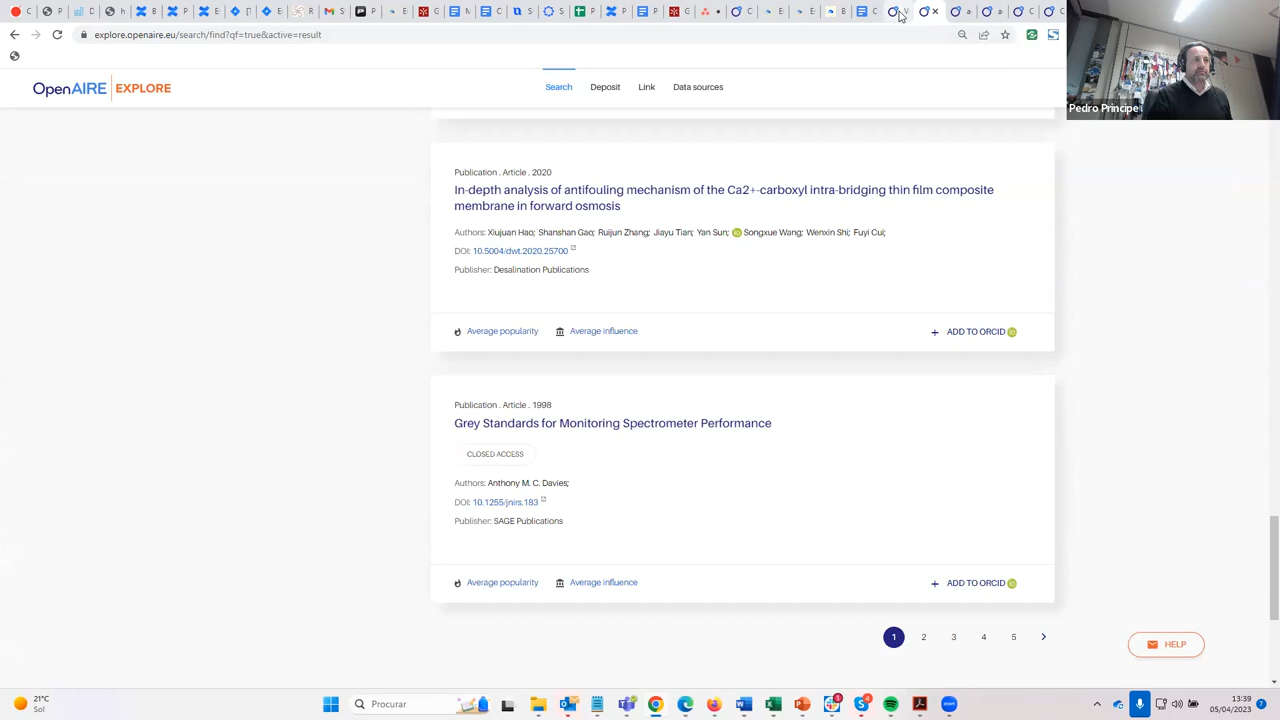 explore.openaire.eu/search/find?qf=true&active=result
OpenAIRE EXPLORE
Search
Deposit
Link
Data sources
Pedro Principe
Publication . Article . 2020
In-depth analysis of antifouling mechanism of the Ca2+-carboxyl intra-bridging thin film composite
membrane in forward osmosis
Authors: Xiujuan Hao; Shanshan Gao; Ruijun Zhang; Jiayu Tian; Yan Sun; Songxue Wang; Wenxin Shi; Fuyi Cui;
DOI: 10.5004/dwt.2020.25700
Publisher: Desalination Publications
Average popularity
Average influence
+ ADD TO ORCID iD
Publication . Article . 1998
Grey Standards for Monitoring Spectrometer Performance
CLOSED ACCESS
Authors: Anthony M. C. Davies;
DOI: 10.1255/jnirs.183
Publisher: SAGE Publications
Average popularity
Average influence
+ ADD TO ORCID iD
1 2 3 4 5
HELP
21°C
Sol
Procurar
13:39
05/04/2023